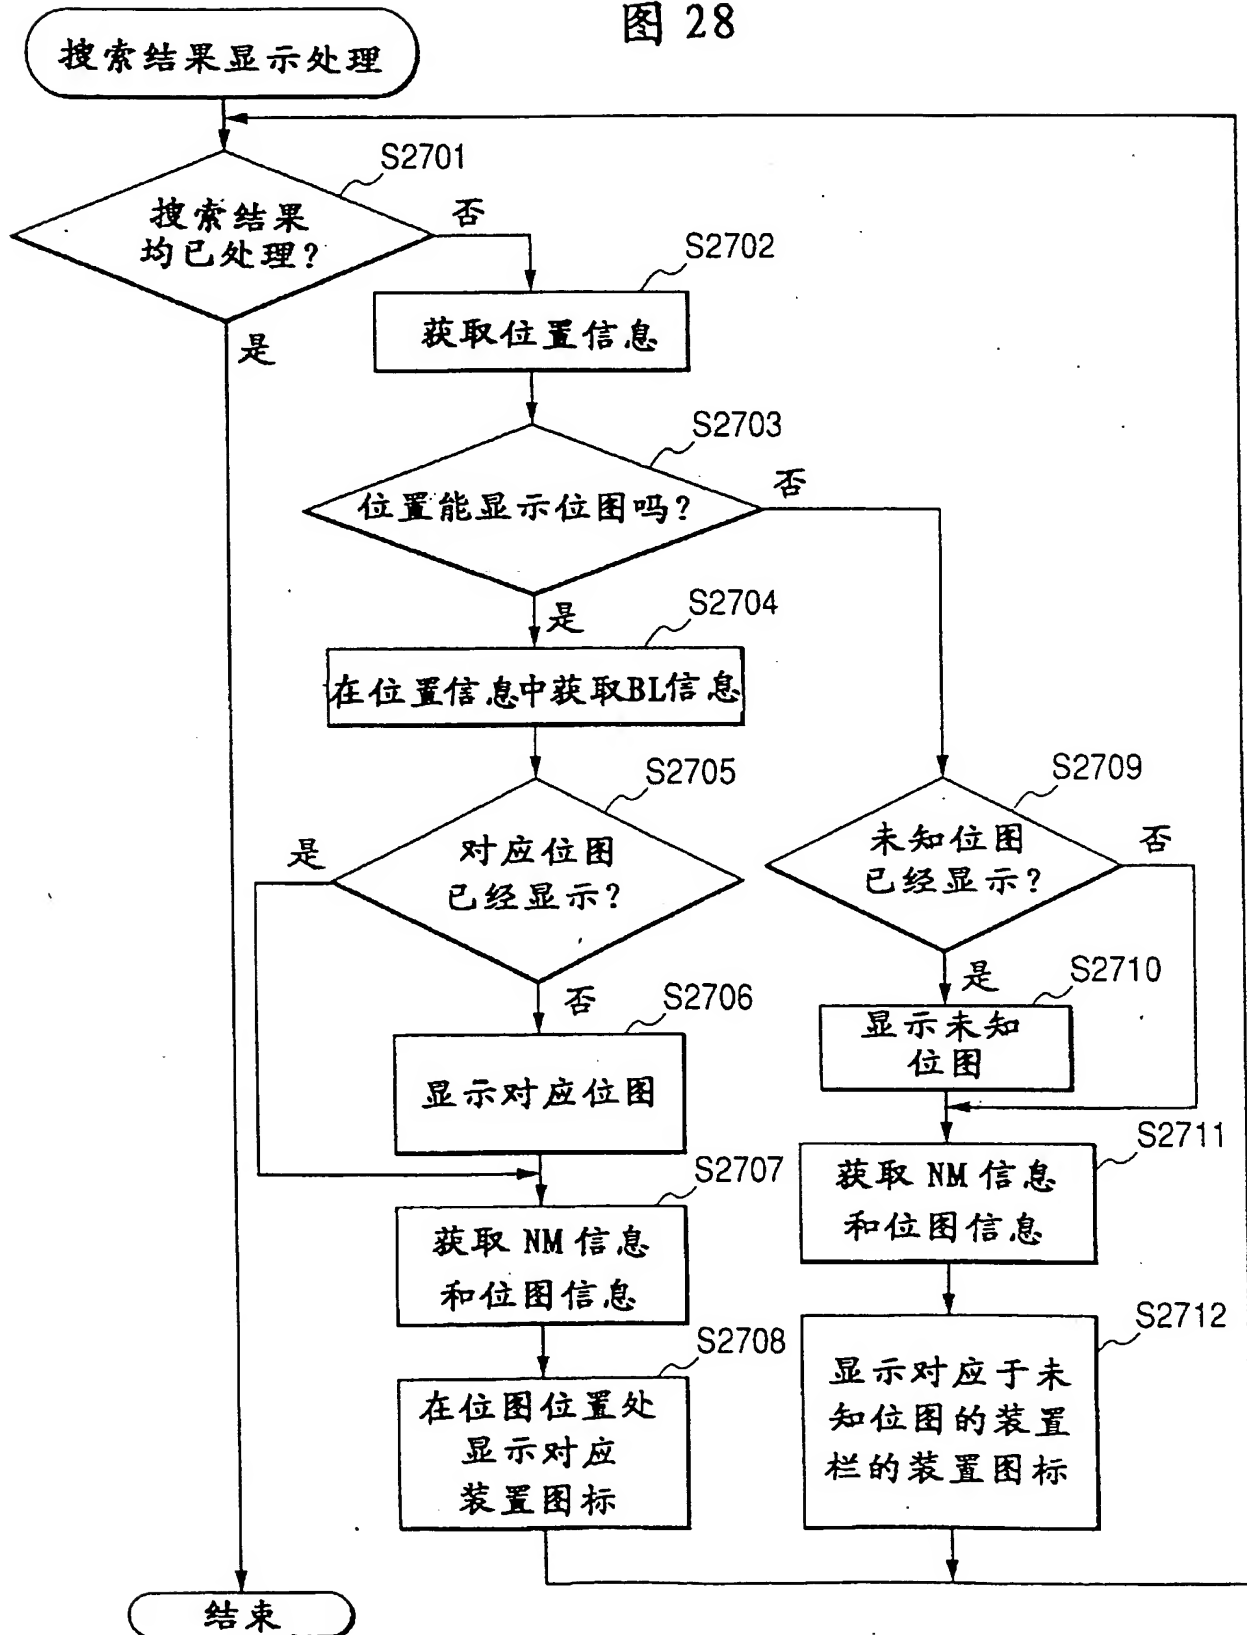 图 28
搜索结果显示处理
S2701
搜索结果
均已处理?
否
是
S2702
获取位置信息
S2703
位置能显示位图吗?
否
是
S2704
在位置信息中获取BL信息
S2705
对应位图
已经显示?
是
否
S2706
显示对应位图
S2707
获取 NM 信息
和位图信息
S2708
在位图位置处
显示对应
装置图标
S2709
未知位图
已经显示?
否
是
S2710
显示未知
位图
S2711
获取 NM 信息
和位图信息
S2712
显示对应于未
知位图的装置
栏的装置图标
结束